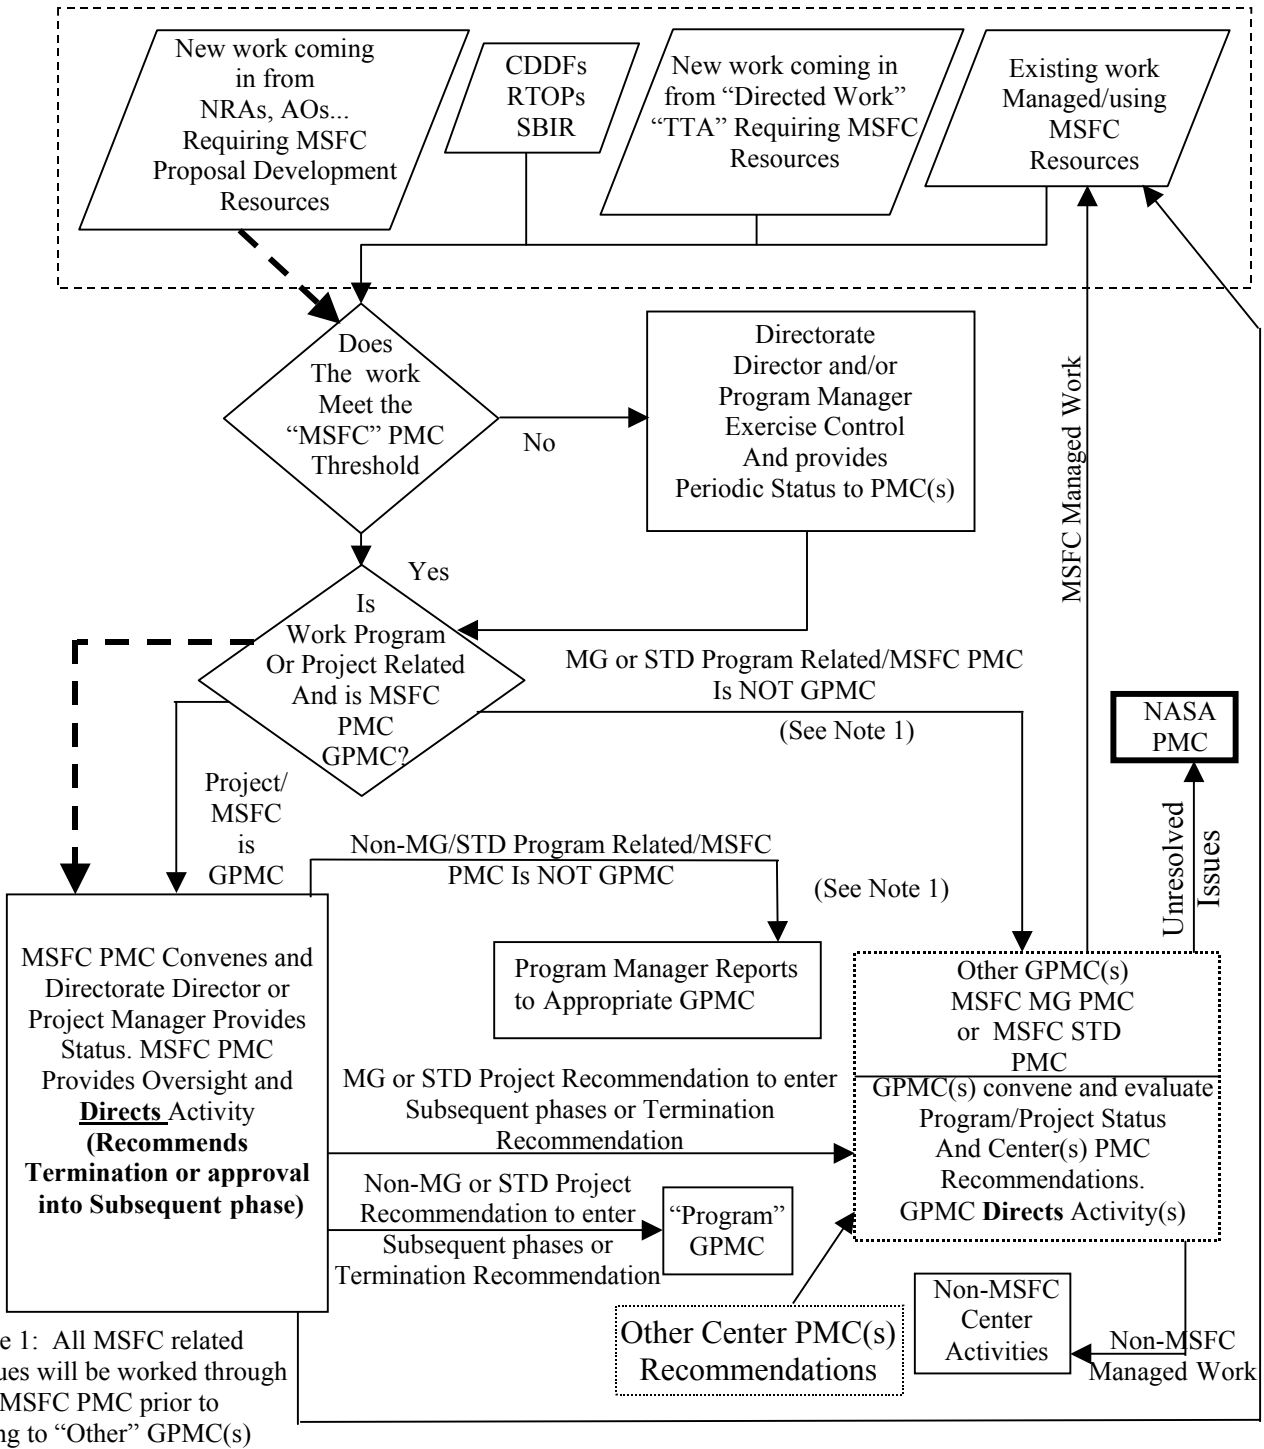 New work coming
in from
NRAs, AOs...
Requiring MSFC
Proposal Development
Resources
CDDFs
RTOPs
SBIR
New work coming in
from “Directed Work”
“TTA” Requiring MSFC
Resources
Existing work
Managed/using
MSFC
Resources
Does
The work
Meet the
“MSFC” PMC
Threshold
No
Directorate
Director and/or
Program Manager
Exercise Control
And provides
Periodic Status to PMC(s)
MSFC Managed Work
Yes
Is
Work Program
Or Project Related
And is MSFC
PMC
GPMC?
MG or STD Program Related/MSFC PMC
Is NOT GPMC
(See Note 1)
NASA
PMC
Unresolved
Issues
Project/
MSFC
is
GPMC
Non-MG/STD Program Related/MSFC
PMC Is NOT GPMC
(See Note 1)
Program Manager Reports
to Appropriate GPMC
MSFC PMC Convenes and
Directorate Director or
Project Manager Provides
Status. MSFC PMC
Provides Oversight and
Directs Activity
(Recommends
Termination or approval
into Subsequent phase)
Other GPMC(s)
MSFC MG PMC
or MSFC STD
PMC
GPMC(s) convene and evaluate
Program/Project Status
And Center(s) PMC
Recommendations.
GPMC Directs Activity(s)
MG or STD Project Recommendation to enter
Subsequent phases or Termination
Recommendation
Non-MG or STD Project
Recommendation to enter
Subsequent phases or
Termination Recommendation
“Program”
GPMC
Other Center PMC(s)
Recommendations
Non-MSFC
Center
Activities
Non-MSFC
Managed Work
1: All MSFC related
will be worked through
MSFC PMC prior to
to “Other” GPMC(s)